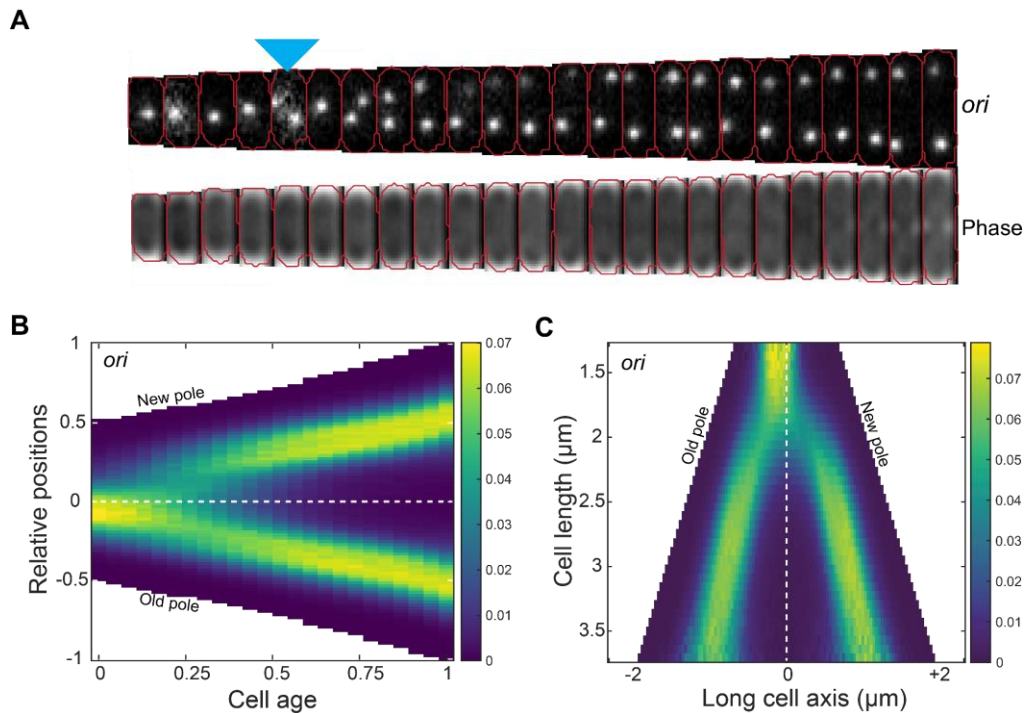 A
ori
Phase
B
ori
New pole
Old pole
1
0.5
0
-0.5
-1
Relative positions
0
0.25
0.5
0.75
1
Cell age
0.07
0.06
0.05
0.04
0.03
0.02
0.01
0
C
ori
Old pole
New pole
1.5
2
2.5
3
3.5
Cell length (µm)
-2
0
+2
Long cell axis (µm)
0.07
0.06
0.05
0.04
0.03
0.02
0.01
0